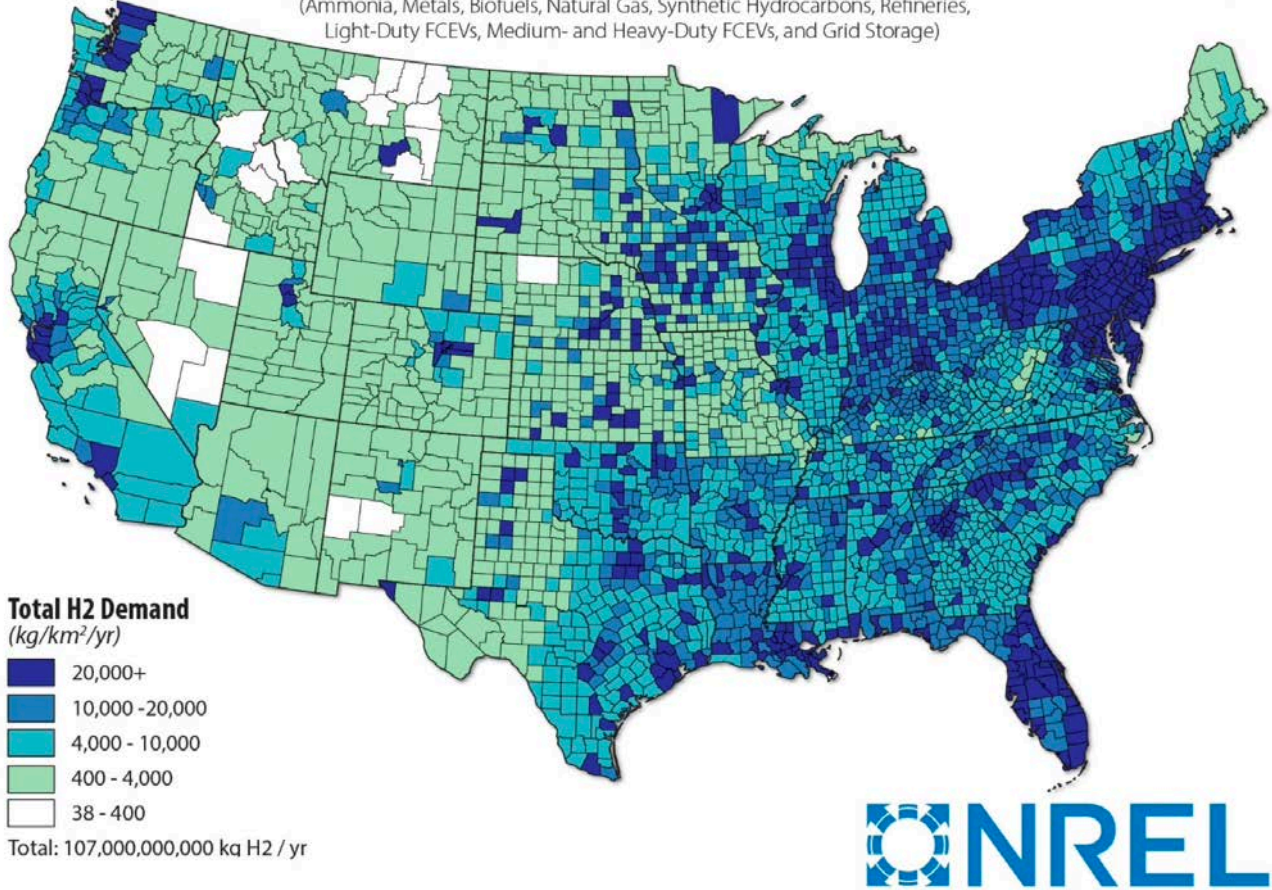 (Ammonia, Metals, Biofuels, Natural Gas, Synthetic Hydrocarbons, Refineries,
Light-Duty FCEVs, Medium- and Heavy-Duty FCEVs, and Grid Storage)
Total H2 Demand
(kg/km²/yr)
20,000+
10,000 -20,000
4,000 - 10,000
400 - 4,000
38 - 400
Total: 107,000,000,000 kg H2 / yr
NREL